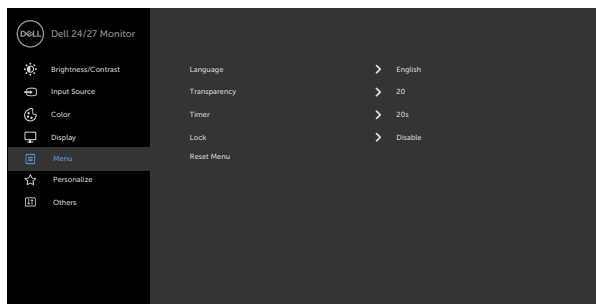 DELL Dell 24/27 Monitor
Brightness/Contrast
Input Source
Color
Display
Menu
Personalize
Others
Language > English
Transparency > 20
Timer > 20s
Lock > Disable
Reset Menu